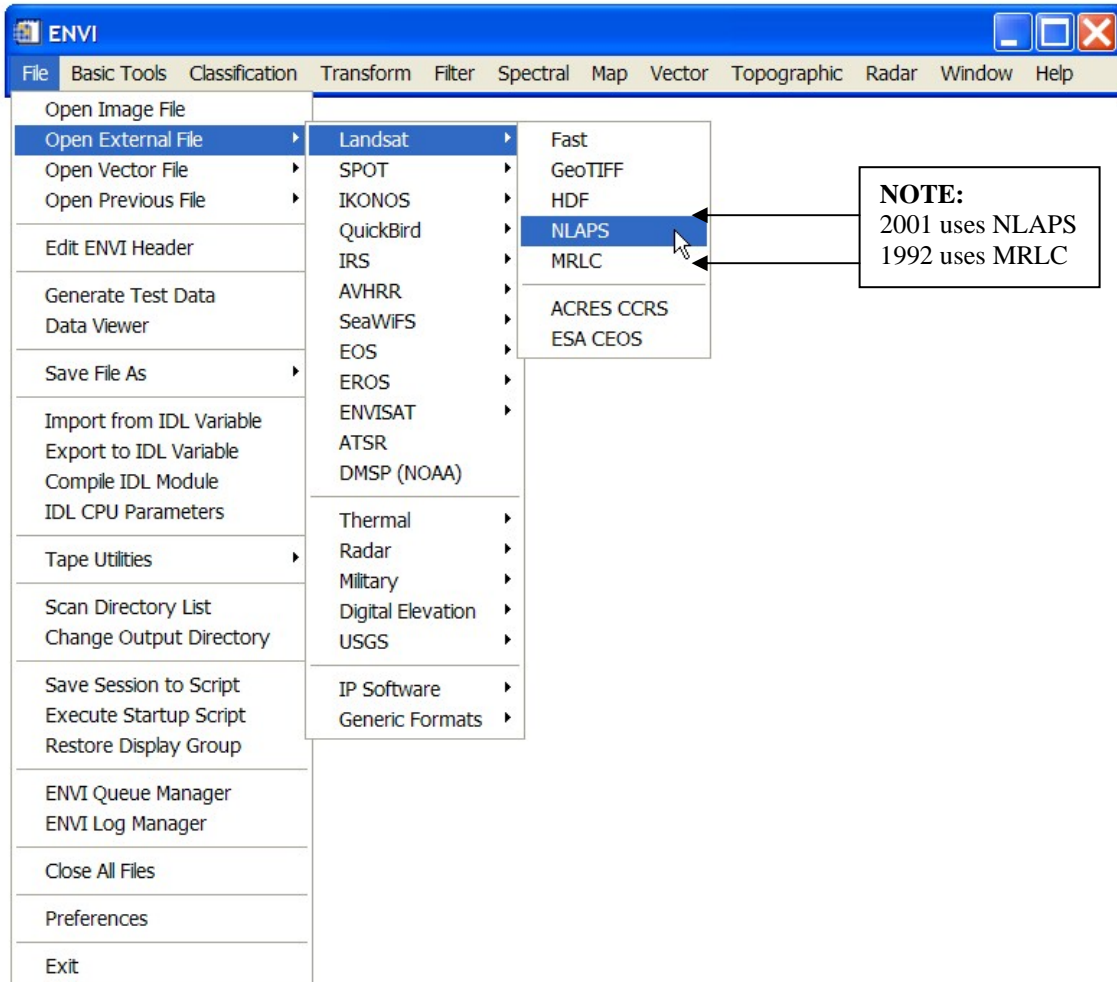 ENVI
File Basic Tools Classification Transform Filter Spectral Map Vector Topographic Radar Window Help
Open Image File
Open External File
Open Vector File
Open Previous File
Edit ENVI Header
Generate Test Data
Data Viewer
Save File As
Import from IDL Variable
Export to IDL Variable
Compile IDL Module
IDL CPU Parameters
Tape Utilities
Scan Directory List
Change Output Directory
Save Session to Script
Execute Startup Script
Restore Display Group
ENVI Queue Manager
ENVI Log Manager
Close All Files
Preferences
Exit
Landsat
SPOT
IKONOS
QuickBird
IRS
AVHRR
SeaWiFS
EOS
EROS
ENVISAT
ATSR
DMSP (NOAA)
Thermal
Radar
Military
Digital Elevation
USGS
IP Software
Generic Formats
Fast
GeoTIFF
HDF
NLAPS
MRLC
ACRES CCRS
ESA CEOS
NOTE:
2001 uses NLAPS
1992 uses MRLC